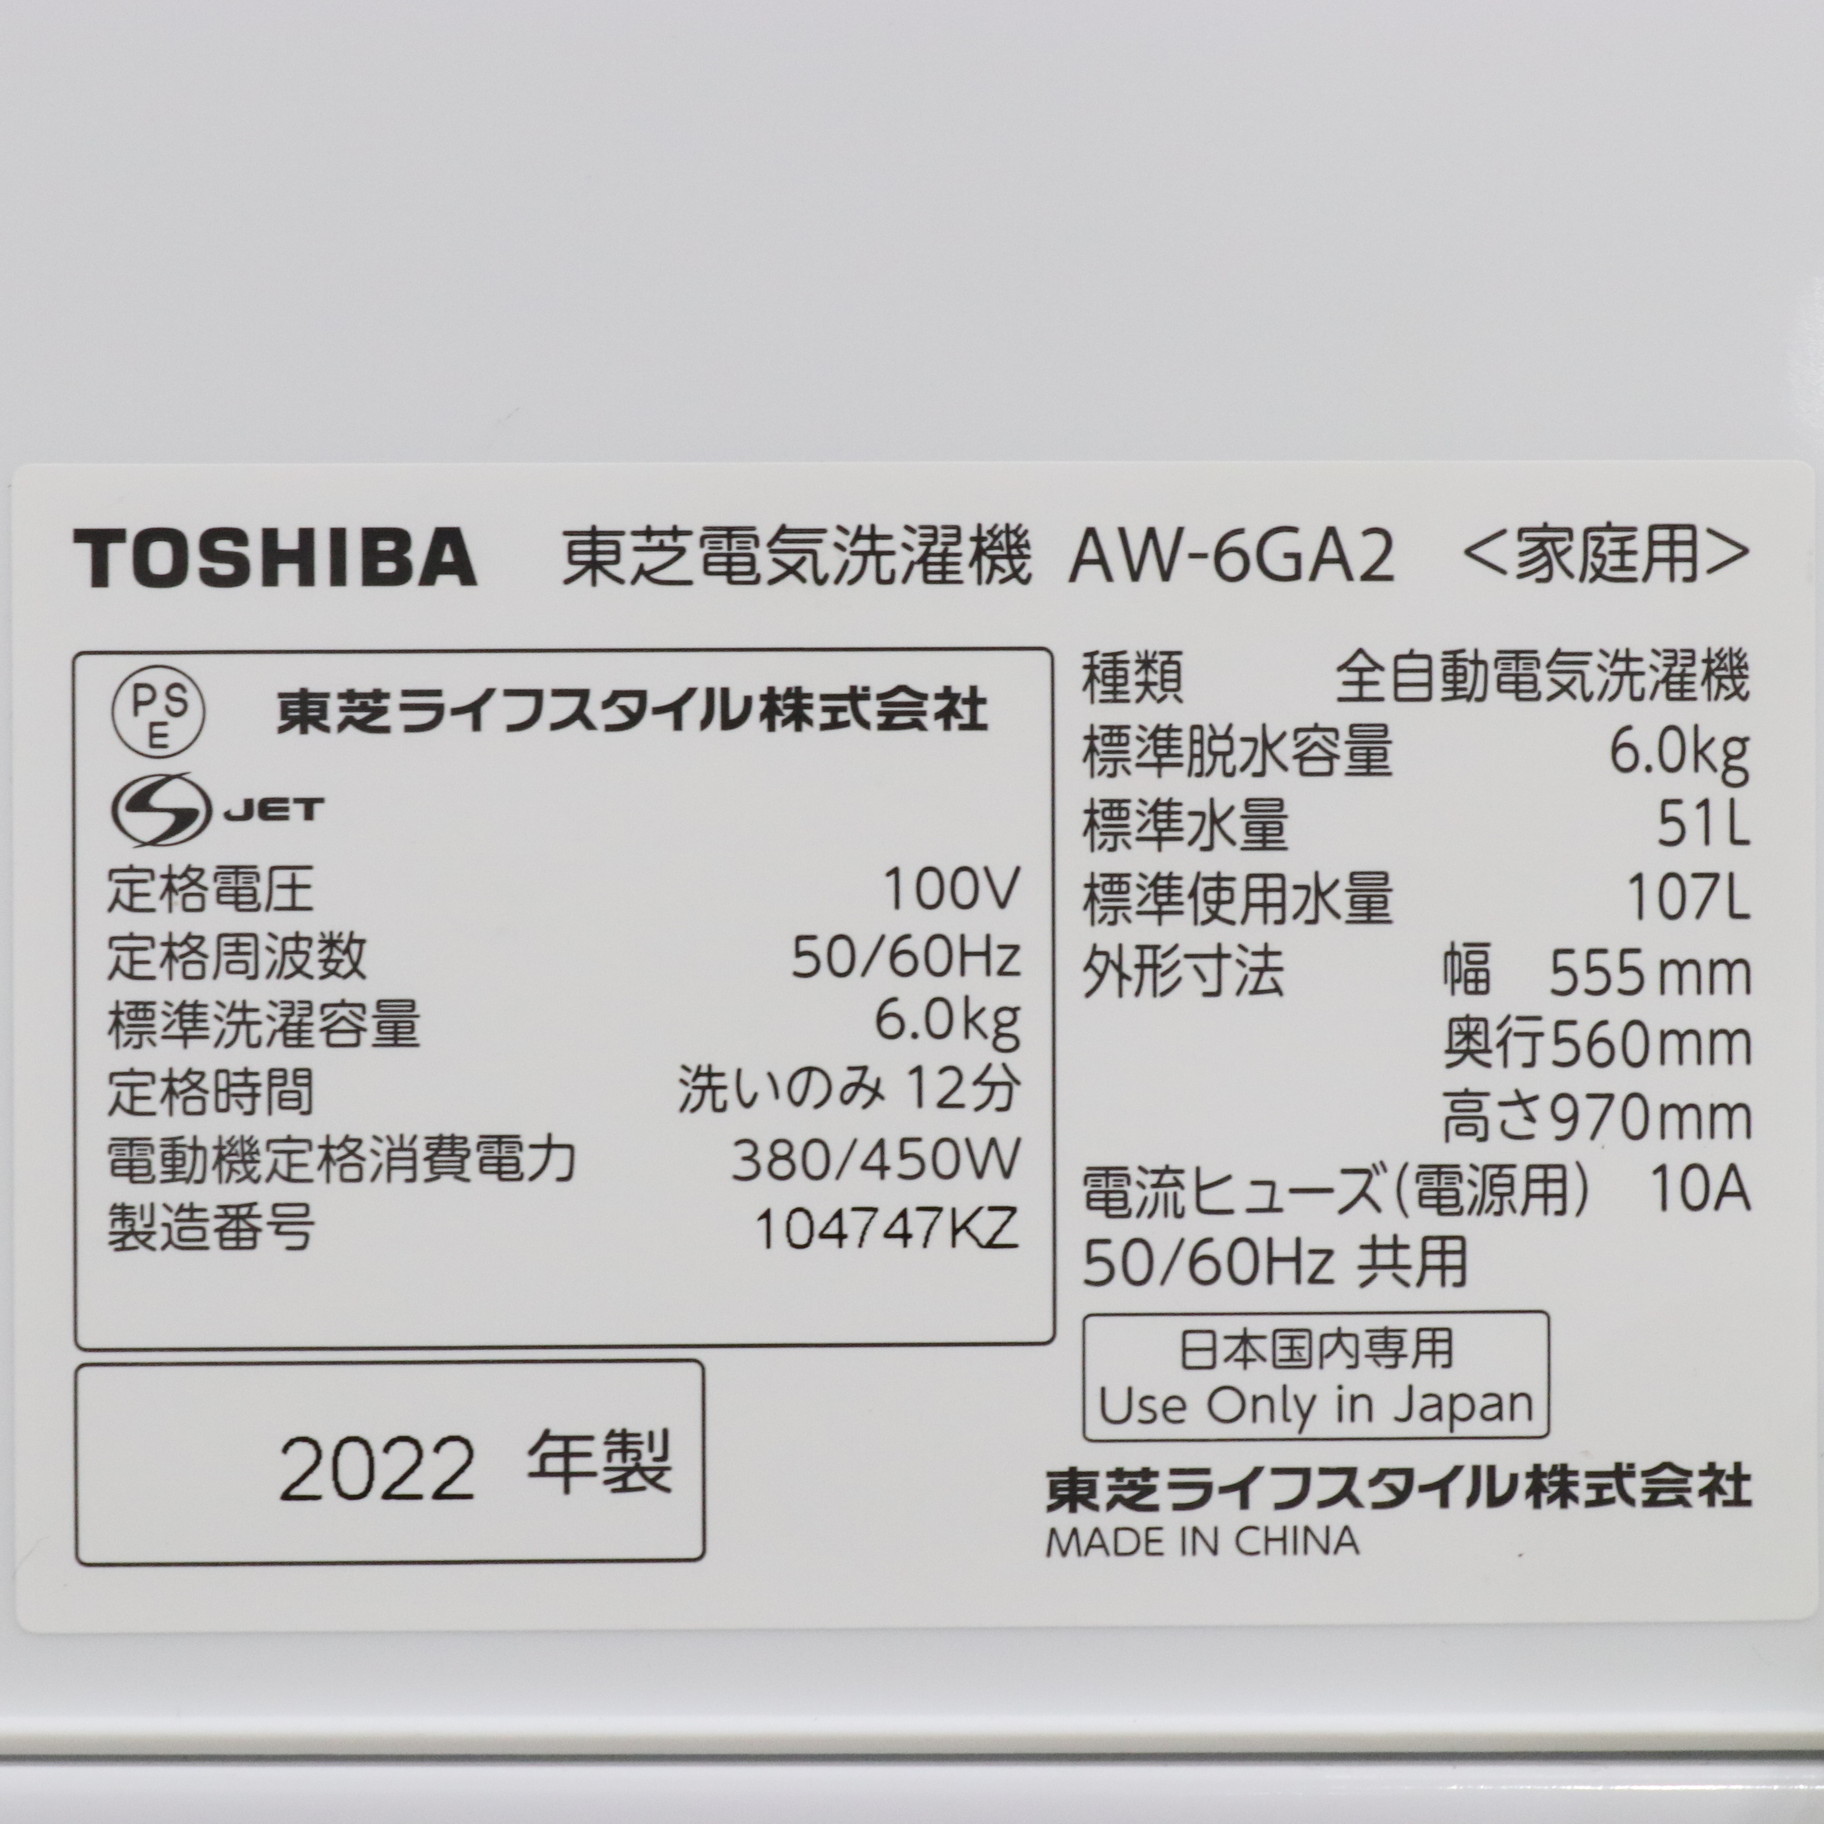 TOSHIBA 東芝電気洗濯機 AW-6GA2 <家庭用>
PS
E
東芝ライフスタイル株式会社
S JET
定格電圧 100V
定格周波数 50/60Hz
標準洗濯容量 6.0kg
定格時間 洗いのみ 12分
電動機定格消費電力 380/450W
製造番号 104747KZ
2022 年製
種類 全自動電気洗濯機
標準脱水容量 6.0kg
標準水量 51L
標準使用水量 107L
外形寸法 幅 555mm
奥行560mm
高さ970mm
電流ヒューズ(電源用) 10A
50/60Hz 共用
日本国内専用
Use Only in Japan
東芝ライフスタイル株式会社
MADE IN CHINA